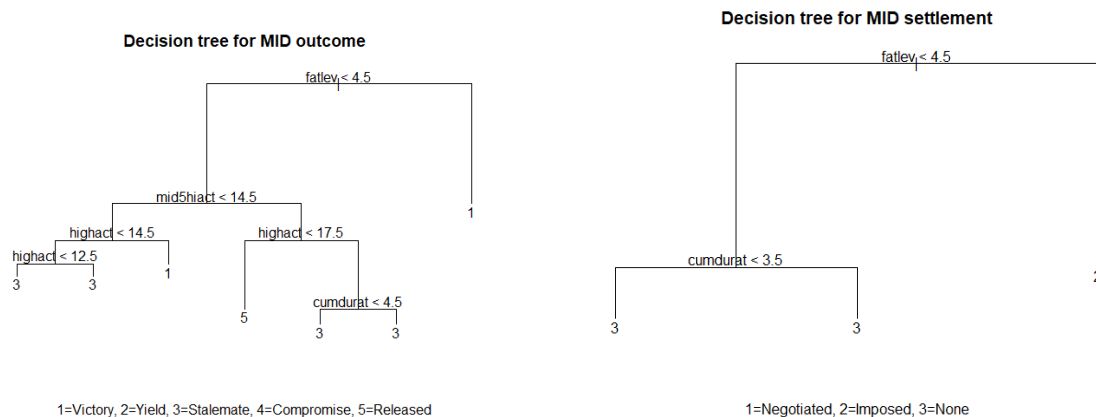 Decision tree for MID outcome
fatlev < 4.5
mid5hiact < 14.5
1
highact < 14.5
highact < 17.5
highact < 12.5
1
3
3
cumdurat < 4.5
5
3
3
1=Victory, 2=Yield, 3=Stalemate, 4=Compromise, 5=Released
Decision tree for MID settlement
fatlev < 4.5
cumdurat < 3.5
2
3
3
1=Negotiated, 2=Imposed, 3=None